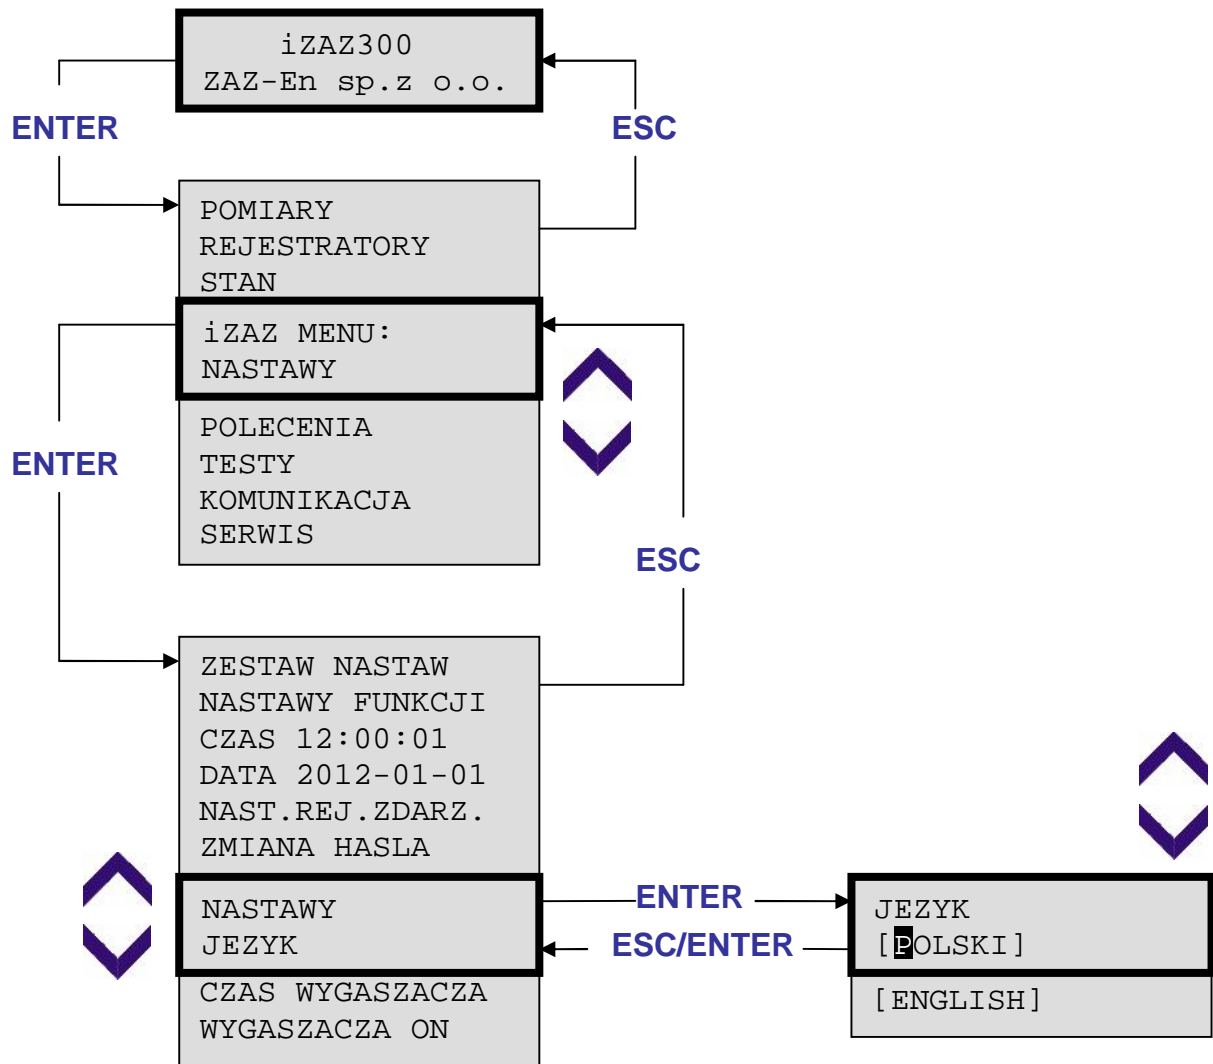 iZAZ300
ZAZ-En sp.z o.o.
ENTER
ESC
POMIARY
REJESTRATORY
STAN
iZAZ MENU:
NASTAWY
POLECENIA
TESTY
KOMUNIKACJA
SERWIS
ENTER
ESC
ZESTAW NASTAW
NASTAWY FUNKCJI
CZAS 12:00:01
DATA 2012-01-01
NAST.REJ.ZDARZ.
ZMIANA HASLA
NASTAWY
JEZYK
CZAS WYGASZACZA
WYGASZACZA ON
ENTER
ESC/ENTER
JEZYK
[POLSKI]
[ENGLISH]